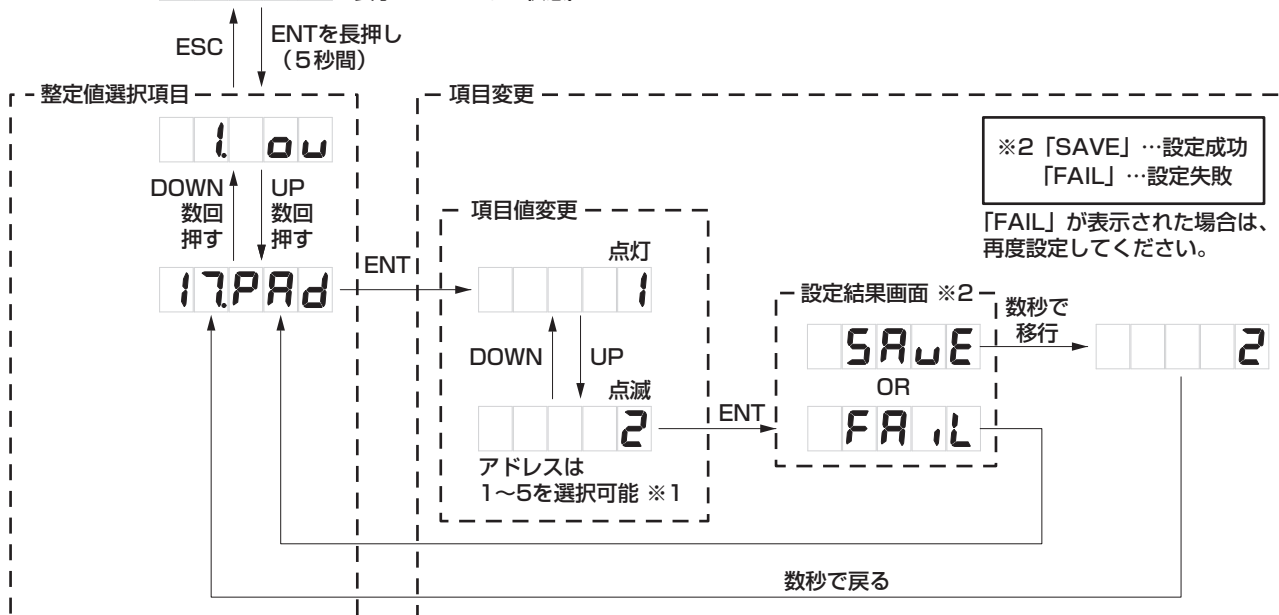 ESC
ENTを長押し
（5秒間）
整定値選択項目
1. ou
DOWN
数回
押す
UP
数回
押す
17.PAd
ENT
項目変更
※2「SAVE」…設定成功
「FAIL」…設定失敗
「FAIL」が表示された場合は、
再度設定してください。
項目値変更
点灯
1
DOWN
UP
点滅
2
アドレスは
1〜5を選択可能 ※1
ENT
設定結果画面 ※2
SAuE
OR
FAiL
数秒で
移行
2
数秒で戻る